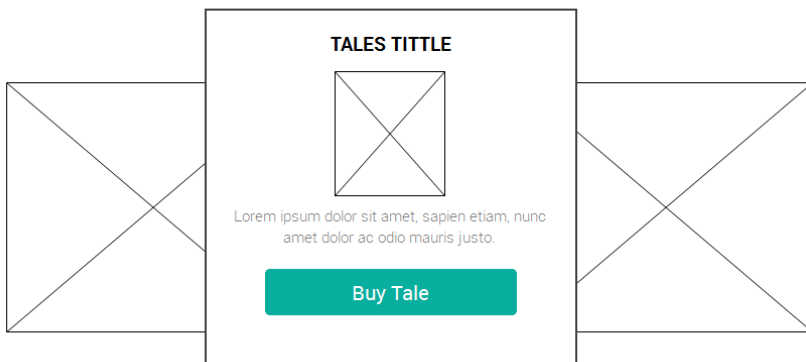 TALES TITTLE
Lorem ipsum dolor sit amet, sapien etiam, nunc
amet dolor ac odio mauris justo.
Buy Tale